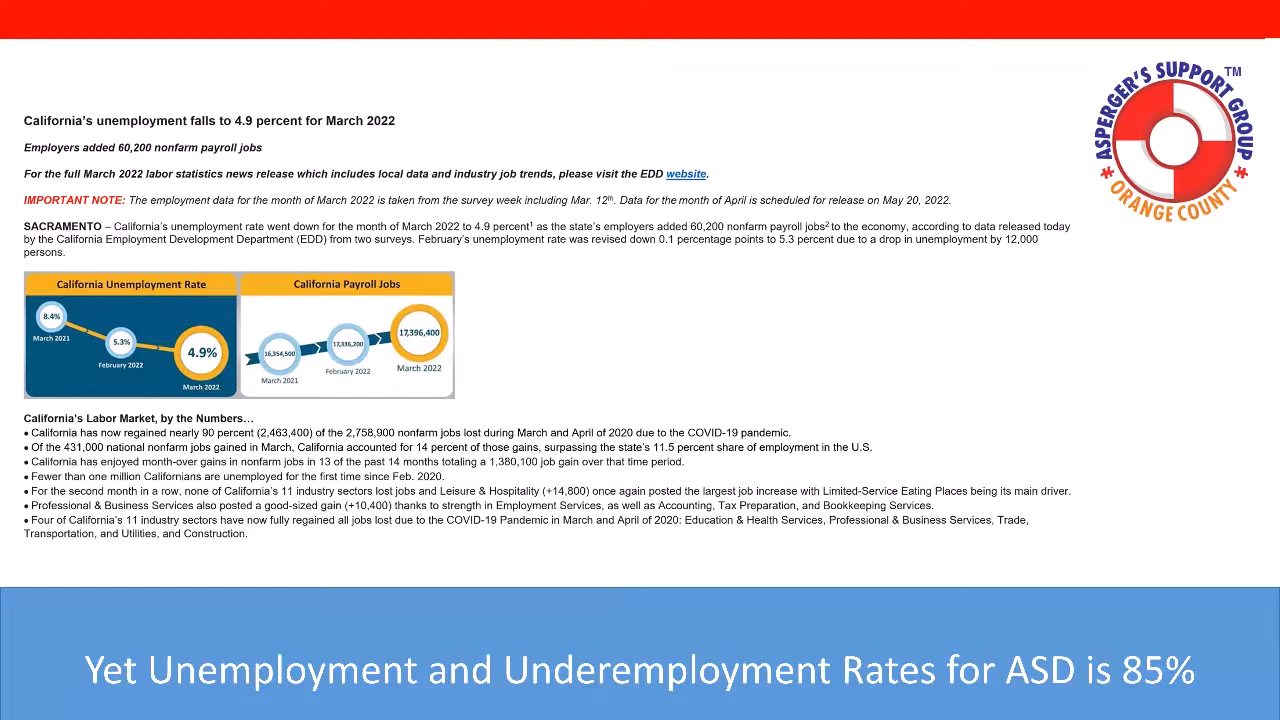 ASPERGER'S SUPPORT GROUP TM
* ORANGE COUNTY *
California's unemployment falls to 4.9 percent for March 2022
Employers added 60,200 nonfarm payroll jobs
For the full March 2022 labor statistics news release which includes local data and industry job trends, please visit the EDD website.
IMPORTANT NOTE: The employment data for the month of March 2022 is taken from the survey week including Mar. 12th. Data for the month of April is scheduled for release on May 20, 2022.
SACRAMENTO – California's unemployment rate went down for the month of March 2022 to 4.9 percent¹ as the state's employers added 60,200 nonfarm payroll jobs² to the economy, according to data released today
by the California Employment Development Department (EDD) from two surveys. February's unemployment rate was revised down 0.1 percentage points to 5.3 percent due to a drop in unemployment by 12,000
persons.
California Unemployment Rate
8.4%
March 2021
5.3%
February 2022
4.9%
March 2022
California Payroll Jobs
16,354,500
March 2021
17,336,200
February 2022
17,396,400
March 2022
California's Labor Market, by the Numbers…
• California has now regained nearly 90 percent (2,463,400) of the 2,758,900 nonfarm jobs lost during March and April of 2020 due to the COVID-19 pandemic.
• Of the 431,000 national nonfarm jobs gained in March, California accounted for 14 percent of those gains, surpassing the state's 11.5 percent share of employment in the U.S.
• California has enjoyed month-over gains in nonfarm jobs in 13 of the past 14 months totaling a 1,380,100 job gain over that time period.
• Fewer than one million Californians are unemployed for the first time since Feb. 2020.
• For the second month in a row, none of California's 11 industry sectors lost jobs and Leisure & Hospitality (+14,800) once again posted the largest job increase with Limited-Service Eating Places being its main driver.
• Professional & Business Services also posted a good-sized gain (+10,400) thanks to strength in Employment Services, as well as Accounting, Tax Preparation, and Bookkeeping Services.
• Four of California's 11 industry sectors have now fully regained all jobs lost due to the COVID-19 Pandemic in March and April of 2020: Education & Health Services, Professional & Business Services, Trade,
Transportation, and Utilities, and Construction.
Yet Unemployment and Underemployment Rates for ASD is 85%